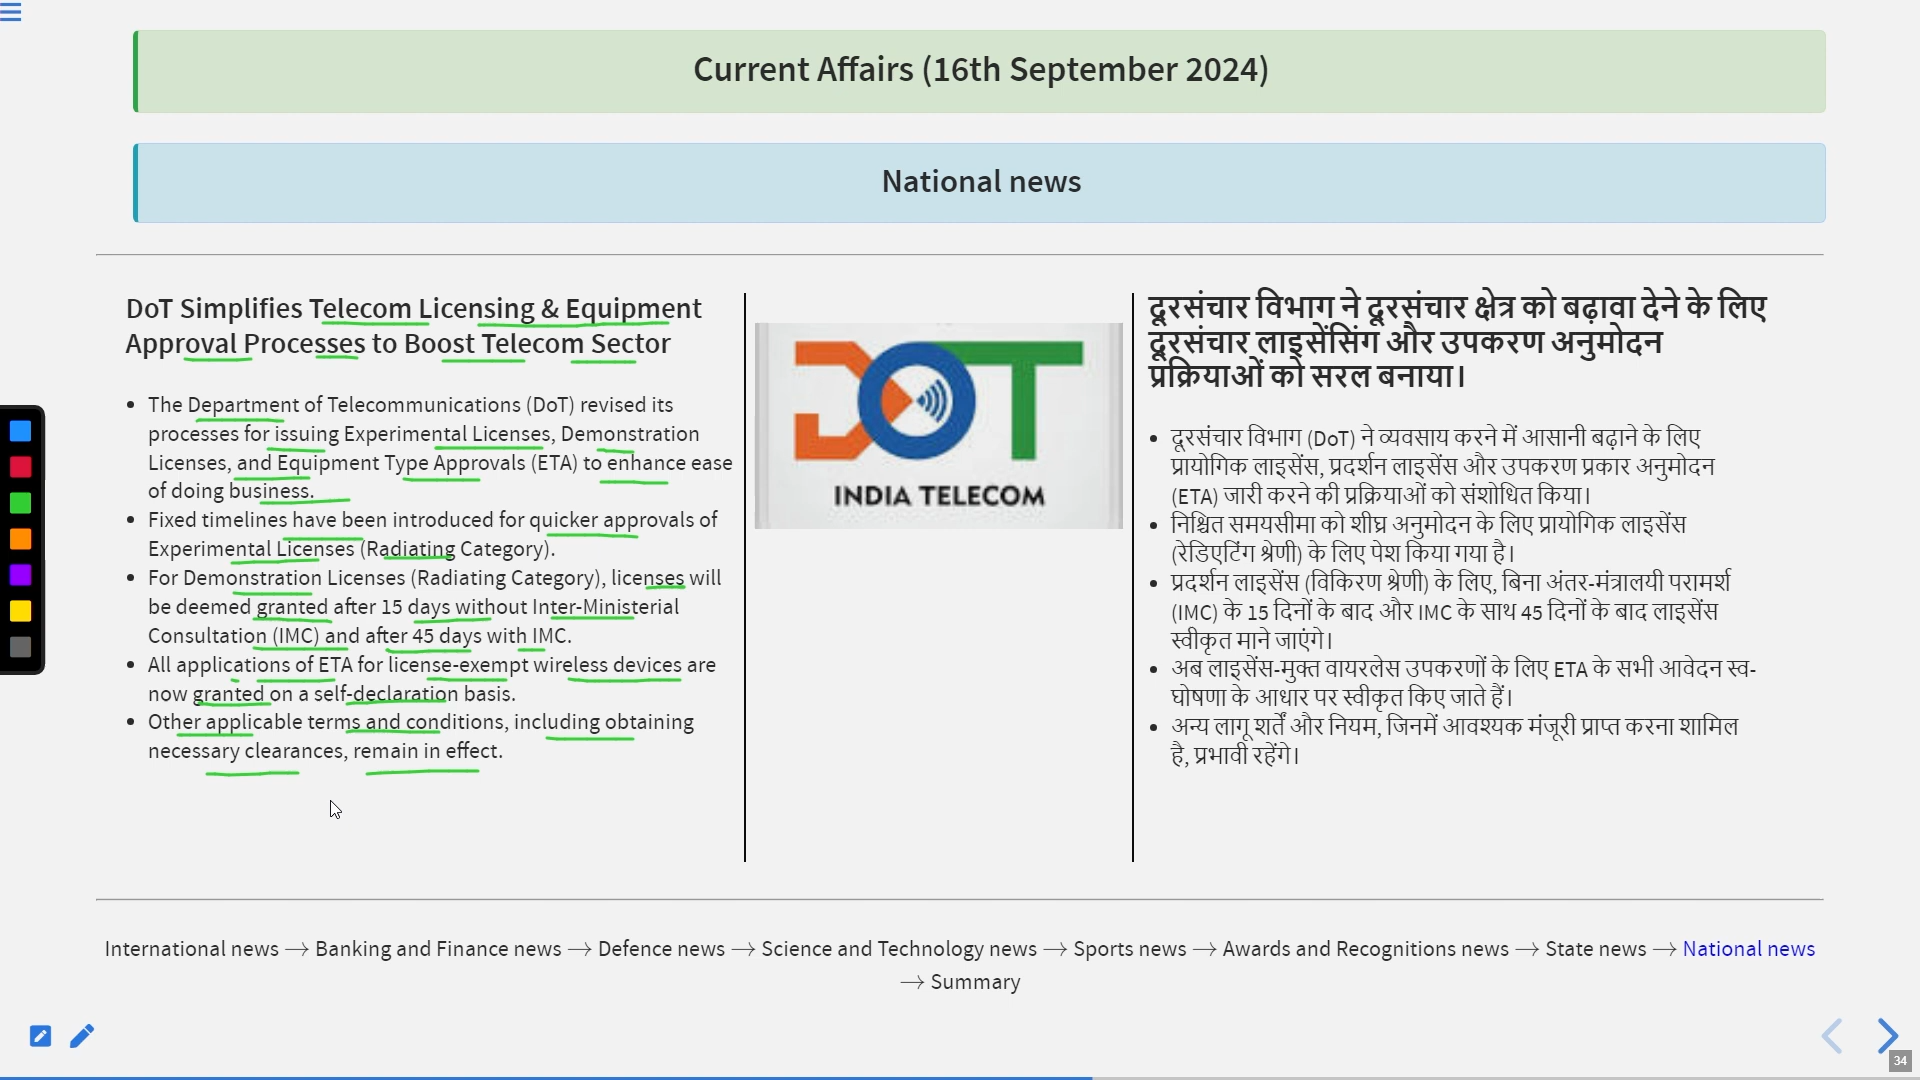 Current Affairs (16th September 2024)
National news
DoT Simplifies Telecom Licensing & Equipment
Approval Processes to Boost Telecom Sector
• The Department of Telecommunications (DoT) revised its
processes for issuing Experimental Licenses, Demonstration
Licenses, and Equipment Type Approvals (ETA) to enhance ease
of doing business.
• Fixed timelines have been introduced for quicker approvals of
Experimental Licenses (Radiating Category).
• For Demonstration Licenses (Radiating Category), licenses will
be deemed granted after 15 days without Inter-Ministerial
Consultation (IMC) and after 45 days with IMC.
• All applications of ETA for license-exempt wireless devices are
now granted on a self-declaration basis.
• Other applicable terms and conditions, including obtaining
necessary clearances, remain in effect.
DOT
INDIA TELECOM
दूरसंचार विभाग ने दूरसंचार क्षेत्र को बढ़ावा देने के लिए
दूरसंचार लाइसेंसिंग और उपकरण अनुमोदन
प्रक्रियाओं को सरल बनाया।
• दूरसंचार विभाग (DoT) ने व्यवसाय करने में आसानी बढ़ाने के लिए
प्रायोगिक लाइसेंस, प्रदर्शन लाइसेंस और उपकरण प्रकार अनुमोदन
(ETA) जारी करने की प्रक्रियाओं को संशोधित किया।
• निश्चित समयसीमा को शीघ्र अनुमोदन के लिए प्रायोगिक लाइसेंस
(रेडिएटिंग श्रेणी) के लिए पेश किया गया है।
• प्रदर्शन लाइसेंस (विकिरण श्रेणी) के लिए, बिना अंतर-मंत्रालयी परामर्श
(IMC) के 15 दिनों के बाद और IMC के साथ 45 दिनों के बाद लाइसेंस
स्वीकृत माने जाएंगे।
• अब लाइसेंस-मुक्त वायरलेस उपकरणों के लिए ETA के सभी आवेदन स्व-
घोषणा के आधार पर स्वीकृत किए जाते हैं।
• अन्य लागू शर्तें और नियम, जिनमें आवश्यक मंजूरी प्राप्त करना शामिल
है, प्रभावी रहेंगे।
International news → Banking and Finance news → Defence news → Science and Technology news → Sports news → Awards and Recognitions news → State news → National news
→ Summary
34